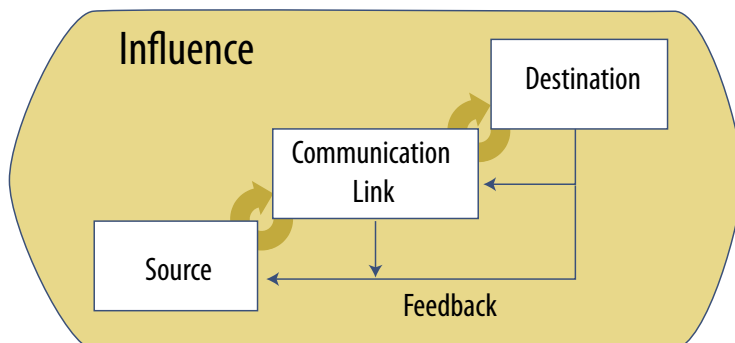 Influence
Destination
Communication
Link
Source
Feedback